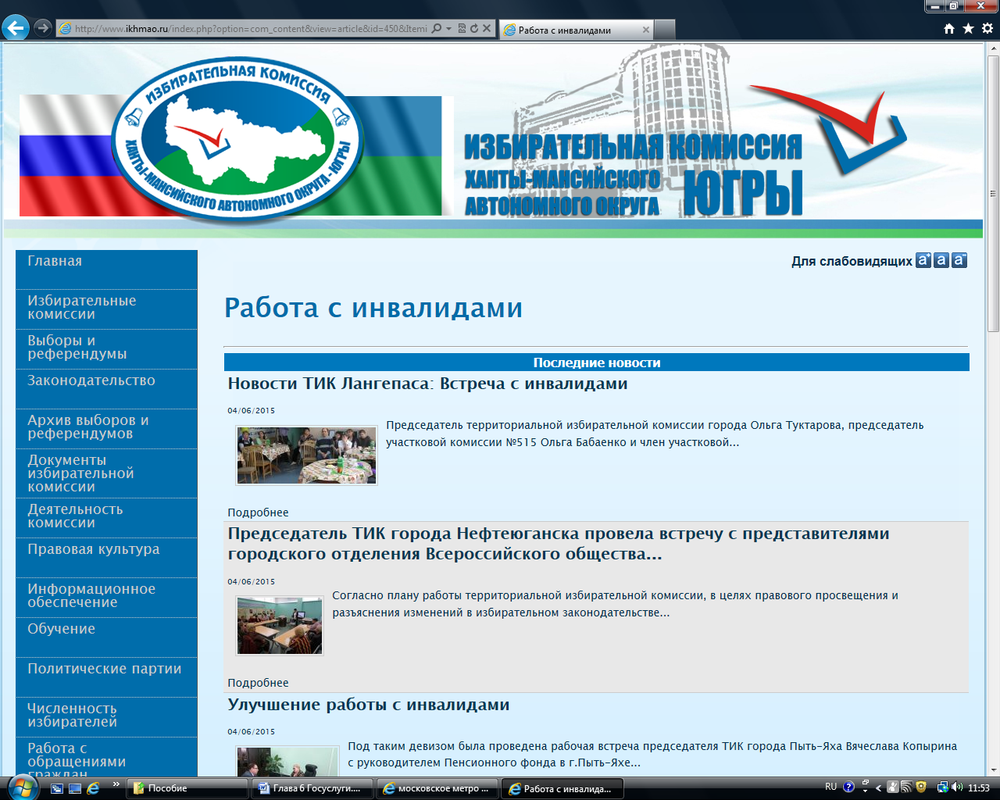 http://www.ikhmao.ru/index.php?option=com_content&view=article&id=450&Itemi
Работа с инвалидами
ИЗБИРАТЕЛЬНАЯ КОМИССИЯ
ХАНТЫ-МАНСИЙСКОГО АВТОНОМНОГО ОКРУГА - ЮГРЫ
ИЗБИРАТЕЛЬНАЯ КОМИССИЯ
ХАНТЫ-МАНСИЙСКОГО
АВТОНОМНОГО ОКРУГА
ЮГРЫ
Главная
Избирательные
комиссии
Выборы и
референдумы
Законодательство
Архив выборов и
референдумов
Документы
избирательной
комиссии
Деятельность
комиссии
Правовая культура
Информационное
обеспечение
Обучение
Политические партии
Численность
избирателей
Работа с
обращениями
граждан
Для слабовидящих a+ a a-
Работа с инвалидами
Последние новости
Новости ТИК Лангепаса: Встреча с инвалидами
04/06/2015
Председатель территориальной избирательной комиссии города Ольга Туктарова, председатель
участковой комиссии №515 Ольга Бабаенко и член участковой...
Подробнее
Председатель ТИК города Нефтеюганска провела встречу с представителями
городского отделения Всероссийского общества...
04/06/2015
Согласно плану работы территориальной избирательной комиссии, в целях правового просвещения и
разъяснения изменений в избирательном законодательстве...
Подробнее
Улучшение работы с инвалидами
04/06/2015
Под таким девизом была проведена рабочая встреча председателя ТИК города Пыть-Яха Вячеслава Копырина
с руководителем Пенсионного фонда в г.Пыть-Яхе...
Пособие
Глава 6 Госуслуги....
московское метро ...
Работа с инвалида...
RU
11:53